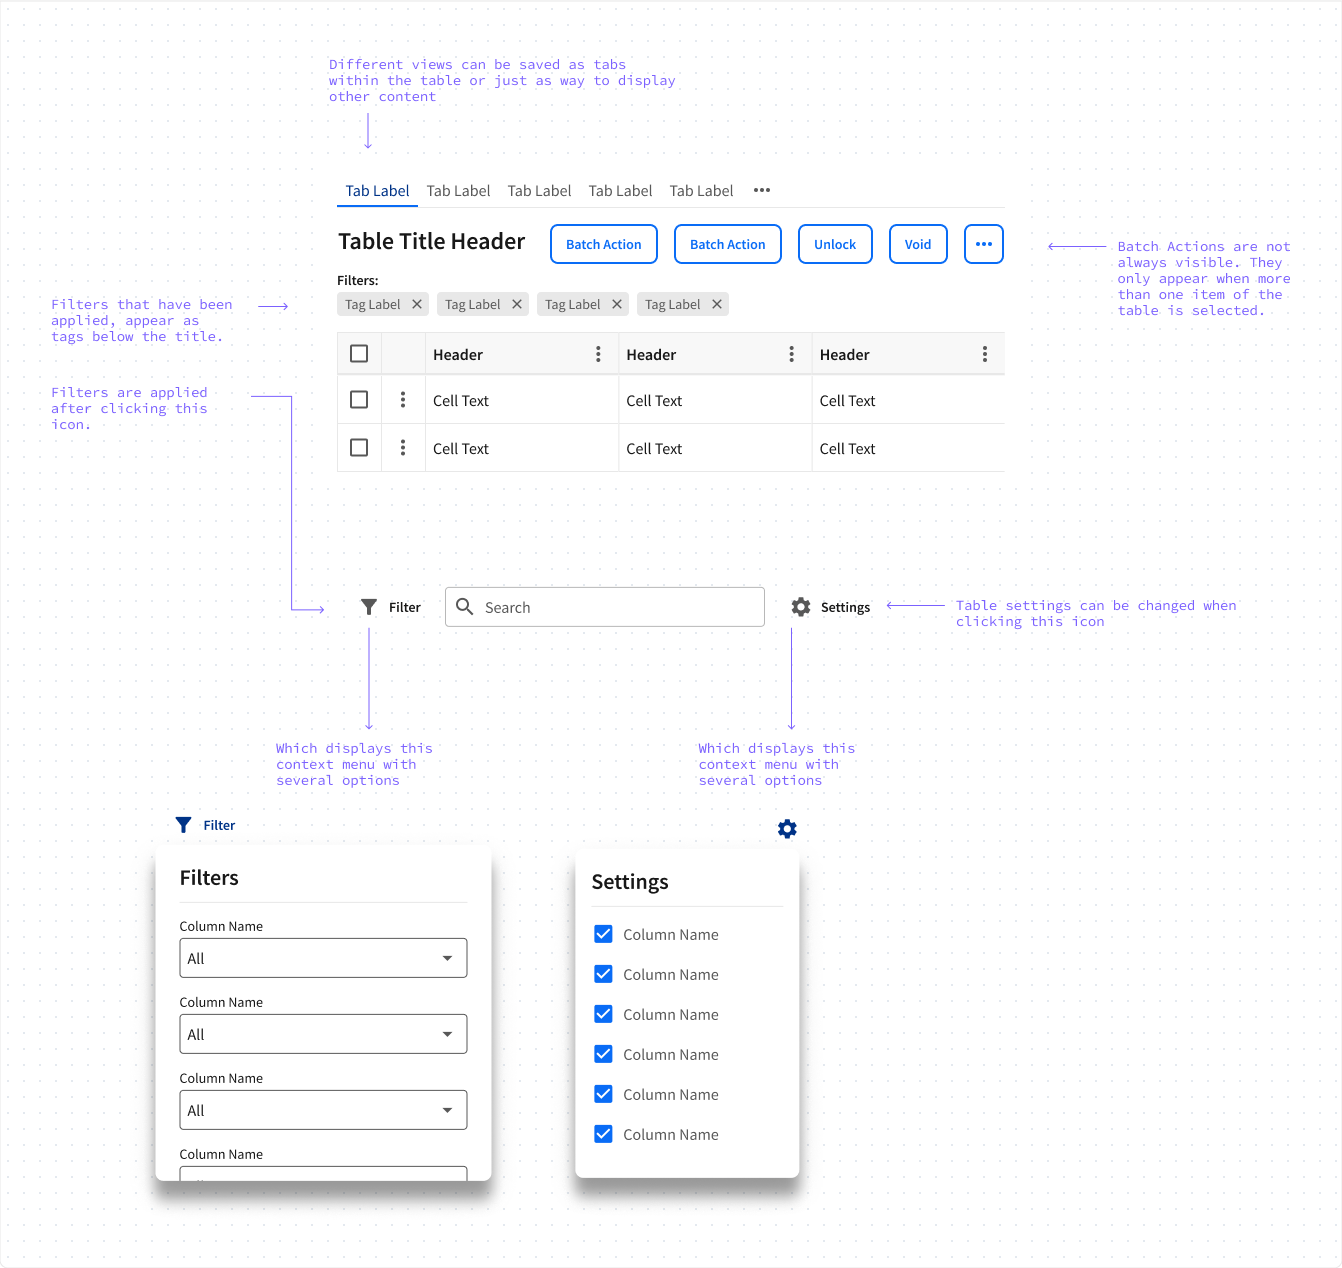 Different views can be saved as tabs
within the table or just as way to display
other content
Tab Label Tab Label Tab Label Tab Label Tab Label
Table Title Header Batch Action Batch Action Unlock Void
Batch Actions are not
always visible. They
only appear when more
than one item of the
table is selected.
Filters:
Tag Label Tag Label Tag Label Tag Label
Filters that have been
applied, appear as
tags below the title.
Header Header Header
Cell Text Cell Text Cell Text
Cell Text Cell Text Cell Text
Filters are applied
after clicking this
icon.
Filter Search Settings
Table settings can be changed when
clicking this icon
Which displays this
context menu with
several options
Which displays this
context menu with
several options
Filter
Filters
Column Name
All
Column Name
All
Column Name
All
Column Name
Settings
Column Name
Column Name
Column Name
Column Name
Column Name
Column Name